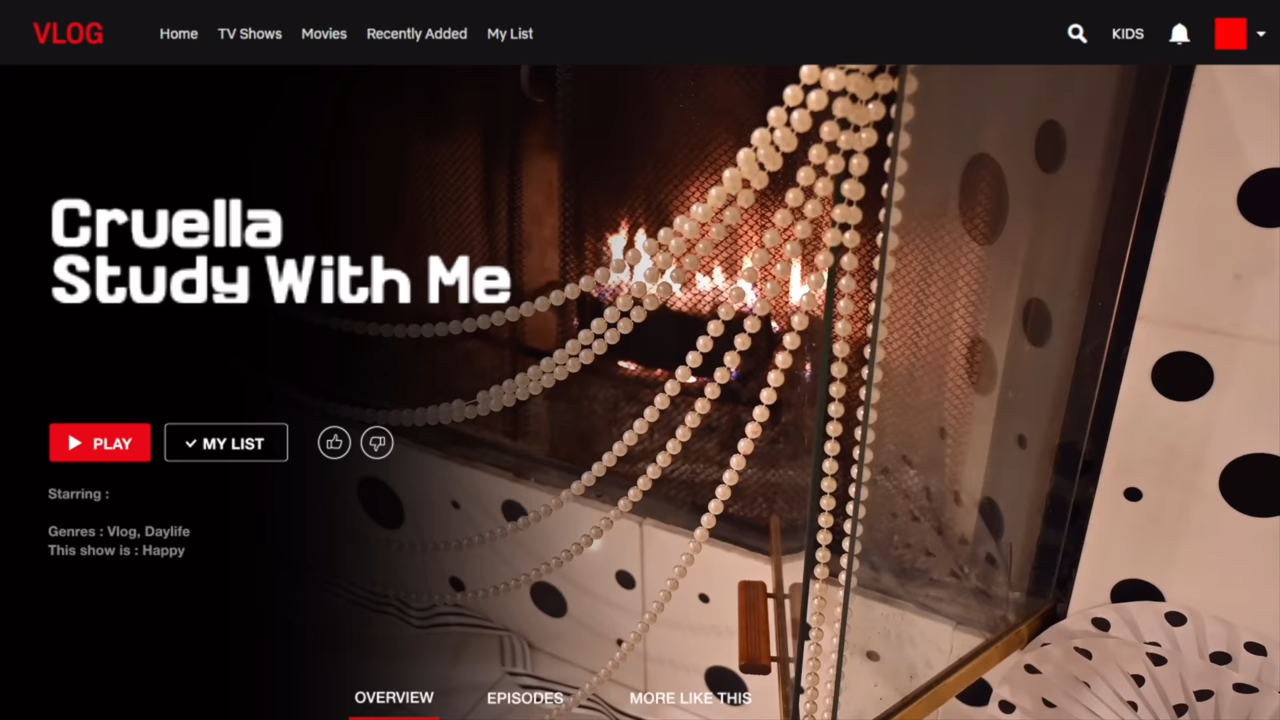 VLOG
Home TV Shows Movies Recently Added My List
KIDS
Cruella
Study With Me
PLAY
MY LIST
Starring :
Genres : Vlog, Daylife
This show is : Happy
OVERVIEW EPISODES MORE LIKE THIS